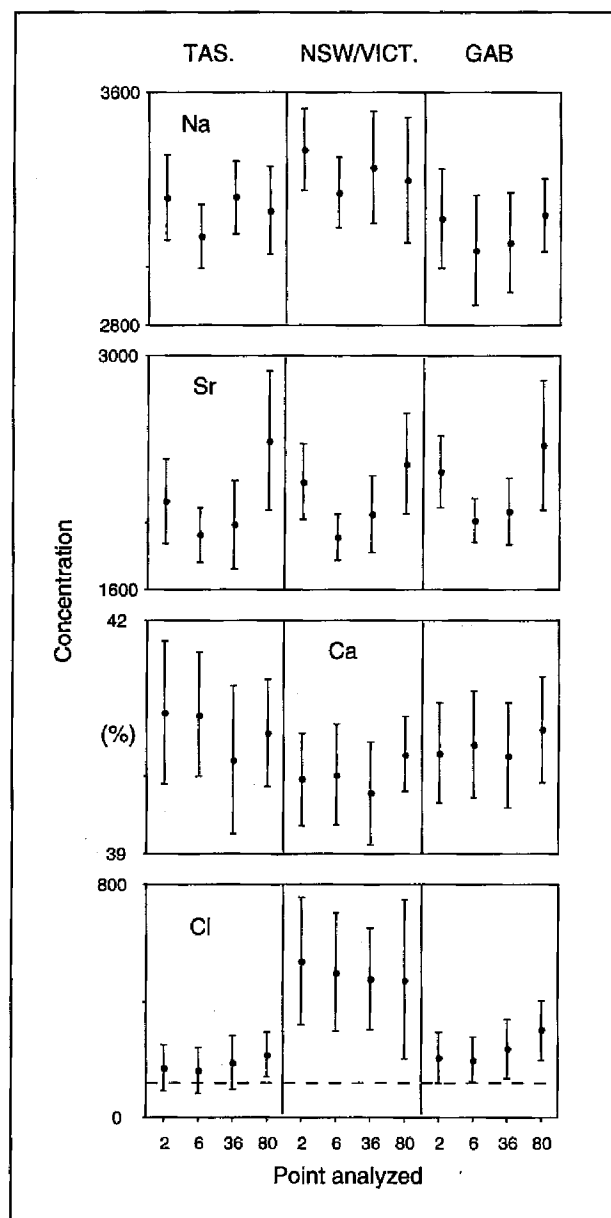 TAS. NSW/VICT. GAB
3600
Na
2800
3000
Sr
Concentration
1600
42
Ca
(%)
39
800
Cl
0
2 6 36 80 2 6 36 80 2 6 36 80
Point analyzed